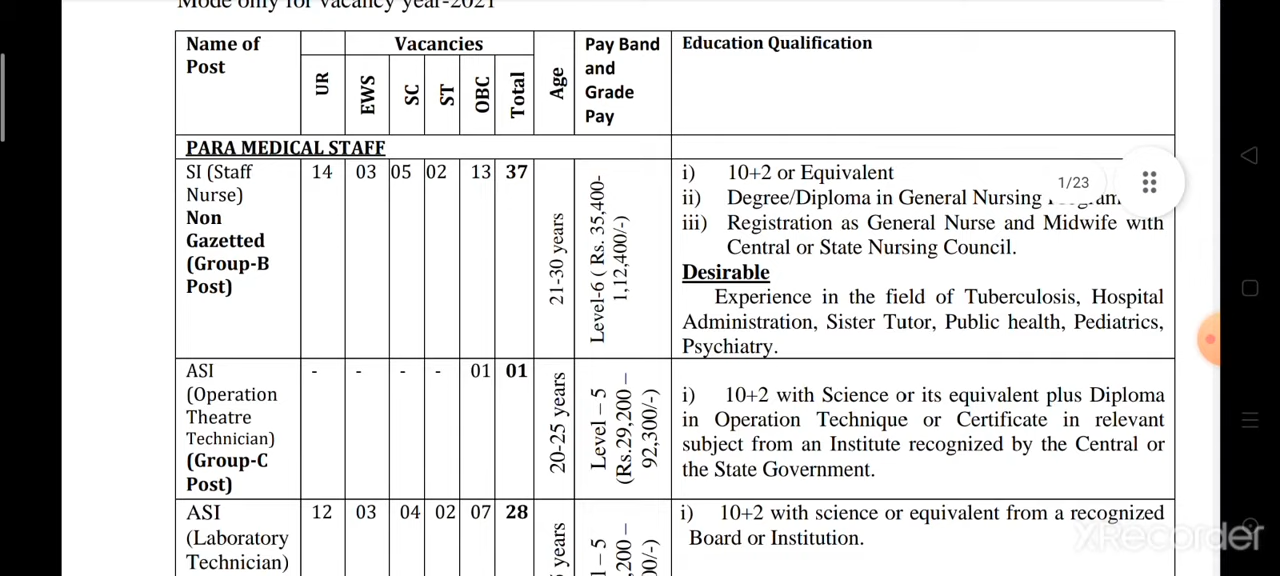 Mode only for vacancy year-2021
Name of Post
Vacancies
UR
EWS
SC
ST
OBC
Total
Age
Pay Band and Grade Pay
Education Qualification
PARA MEDICAL STAFF
SI (Staff Nurse)
Non Gazetted (Group-B Post)
14 03 05 02 13 37
21-30 years
Level-6 ( Rs. 35,400-
1,12,400/-)
i) 10+2 or Equivalent
ii) Degree/Diploma in General Nursing
iii) Registration as General Nurse and Midwife with
Central or State Nursing Council.
Desirable
Experience in the field of Tuberculosis, Hospital
Administration, Sister Tutor, Public health, Pediatrics,
Psychiatry.
1/23
ASI
(Operation
Theatre
Technician)
(Group-C
Post)
- - - - 01 01
20-25 years
Level – 5
(Rs.29,200 –
92,300/-)
i) 10+2 with Science or its equivalent plus Diploma
in Operation Technique or Certificate in relevant
subject from an Institute recognized by the Central or
the State Government.
ASI
(Laboratory
Technician)
12 03 04 02 07 28
years
i) 10+2 with science or equivalent from a recognized
Board or Institution.
XRecorder